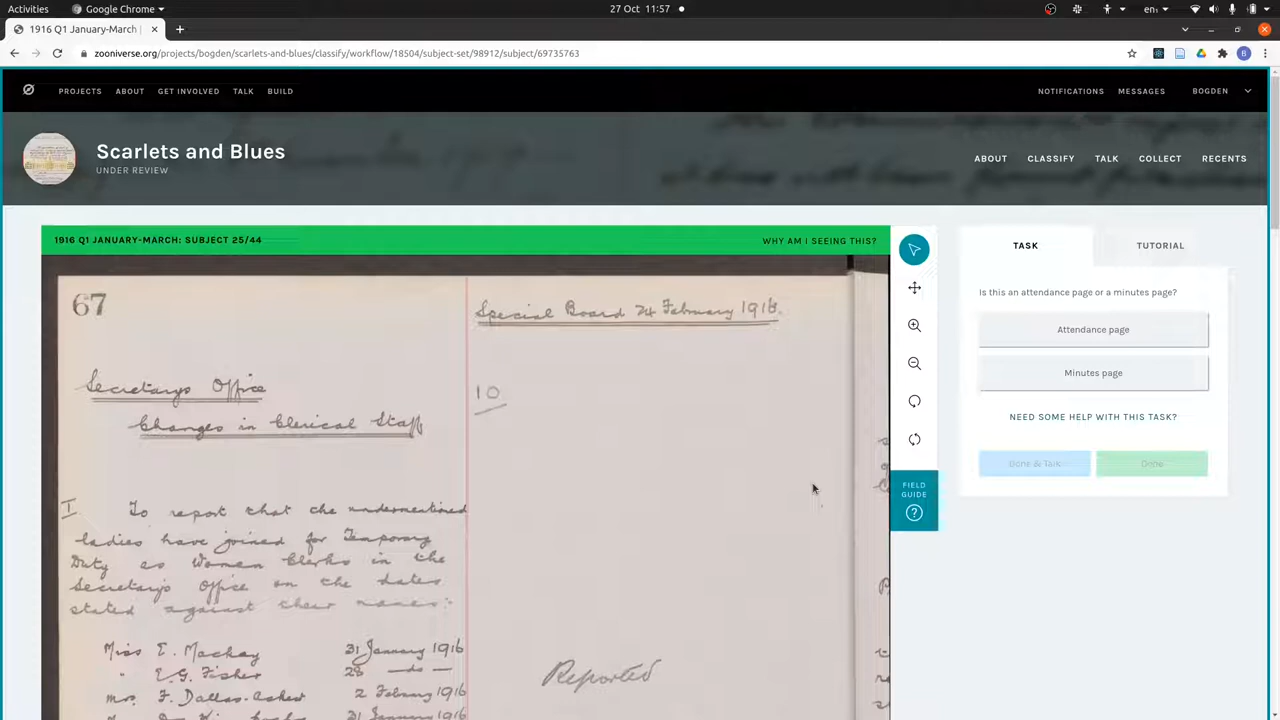 Activities
Google Chrome
27 Oct 11:57
en
1916 Q1 January-March |
zooniverse.org/projects/bogden/scarlets-and-blues/classify/workflow/18504/subject-set/98912/subject/69735763
B
PROJECTS ABOUT GET INVOLVED TALK BUILD
NOTIFICATIONS MESSAGES BOGDEN
Scarlets and Blues
UNDER REVIEW
ABOUT CLASSIFY TALK COLLECT RECENTS
1916 Q1 JANUARY-MARCH: SUBJECT 25/44
WHY AM I SEEING THIS?
67
Special Board 24 February 1916.
Secretarys Office
Changes in Clerical Staff
10
I To report that the undermentioned
ladies have joined for Temporary
Duty as Women Clerks in the
Secretary's Office on the dates
stated against their names:-
Miss E. Mackay 31 January 1916
" E.G. Fisher 28 — do —
Mrs. F. Dallas-Asher 2 February 1916
31 January 1916
Reported
FIELD
GUIDE
?
TASK
TUTORIAL
Is this an attendance page or a minutes page?
Attendance page
Minutes page
NEED SOME HELP WITH THIS TASK?
Done & Talk
Done